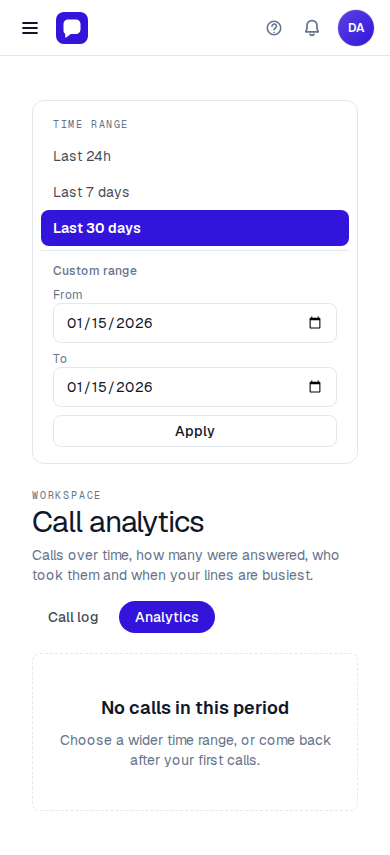 DA
TIME RANGE
Last 24h
Last 7 days
Last 30 days
Custom range
From
01/15/2026
To
01/15/2026
Apply
WORKSPACE
Call analytics
Calls over time, how many were answered, who
took them and when your lines are busiest.
Call log
Analytics
No calls in this period
Choose a wider time range, or come back
after your first calls.